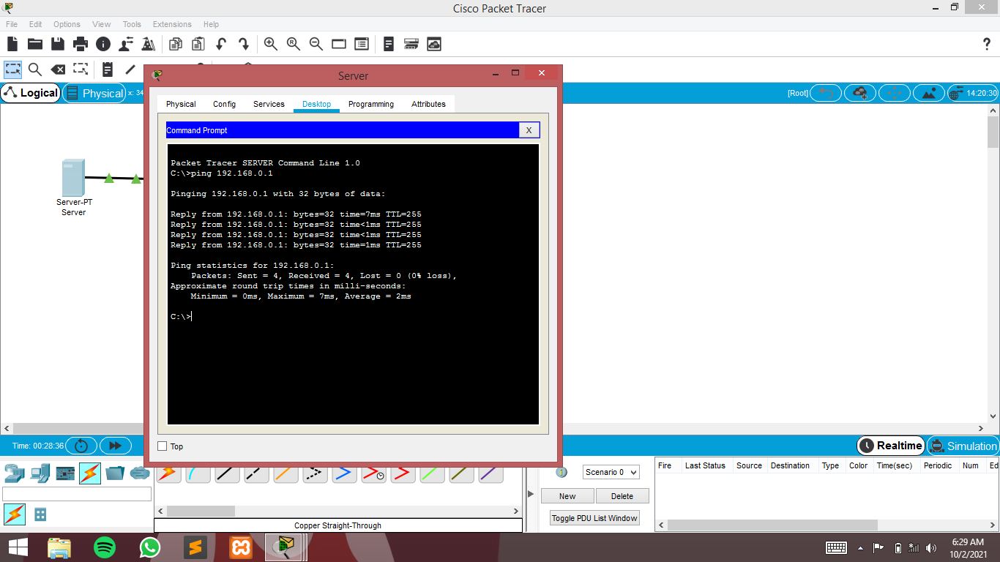 Cisco Packet Tracer
File Edit Options View Tools Extensions Help
?
Logical
Physical
x: 34
[Root]
14:20:30
Server-PT
Server
Server
Physical Config Services Desktop Programming Attributes
Command Prompt
X
Packet Tracer SERVER Command Line 1.0
C:\>ping 192.168.0.1
Pinging 192.168.0.1 with 32 bytes of data:
Reply from 192.168.0.1: bytes=32 time=7ms TTL=255
Reply from 192.168.0.1: bytes=32 time<1ms TTL=255
Reply from 192.168.0.1: bytes=32 time<1ms TTL=255
Reply from 192.168.0.1: bytes=32 time=1ms TTL=255
Ping statistics for 192.168.0.1:
Packets: Sent = 4, Received = 4, Lost = 0 (0% loss),
Approximate round trip times in milli-seconds:
Minimum = 0ms, Maximum = 7ms, Average = 2ms
C:\>
Top
Time: 00:28:36
Realtime
Simulation
Scenario 0
New
Delete
Toggle PDU List Window
Fire Last Status Source Destination Type Color Time(sec) Periodic Num Ed
Copper Straight-Through
6:29 AM
10/2/2021